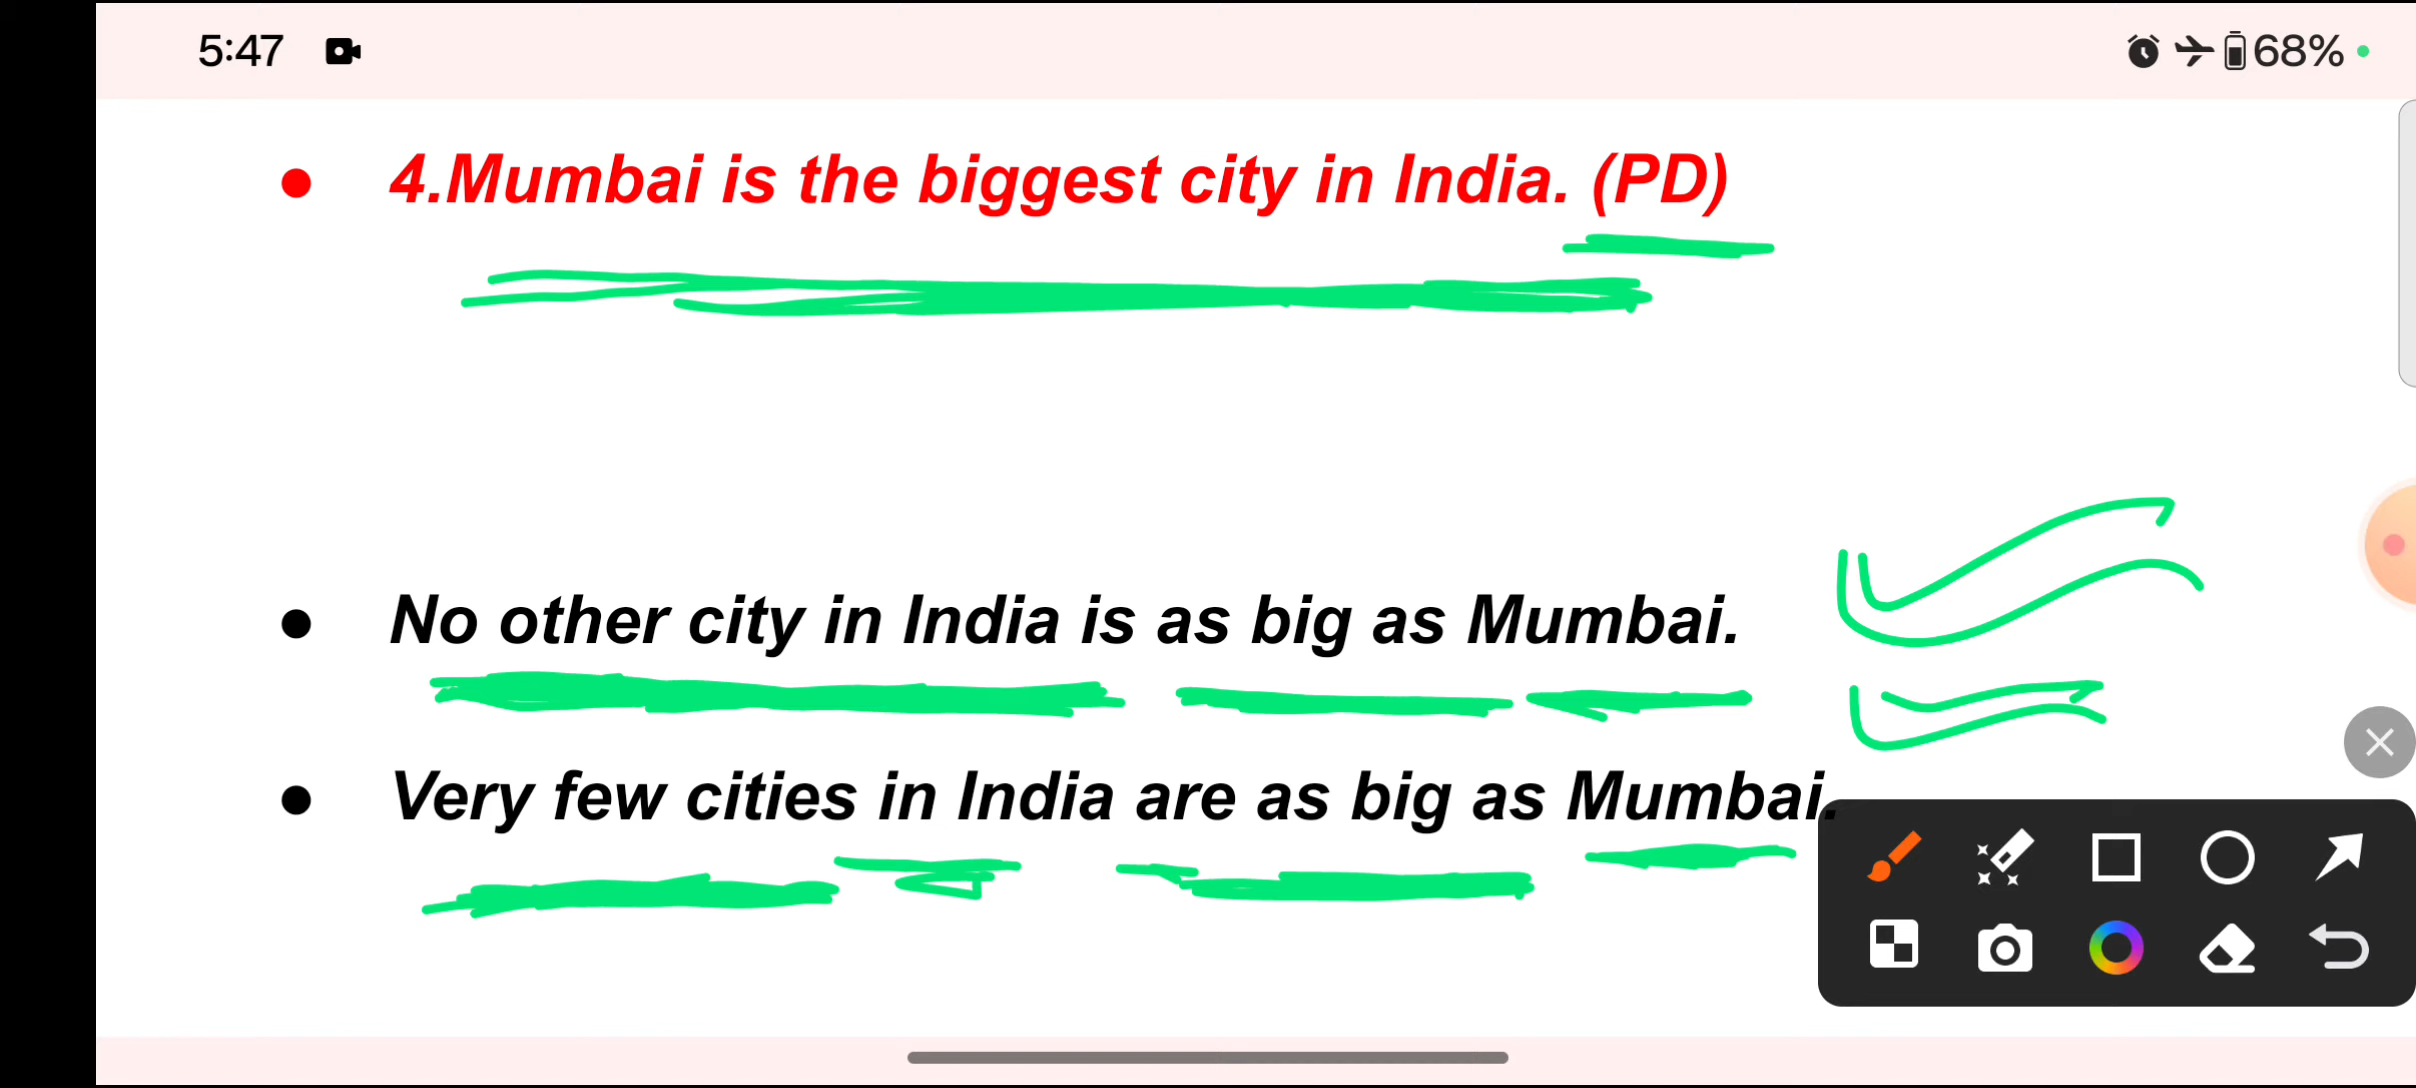 5:47 68%
4.Mumbai is the biggest city in India. (PD)
No other city in India is as big as Mumbai.
Very few cities in India are as big as Mumbai.